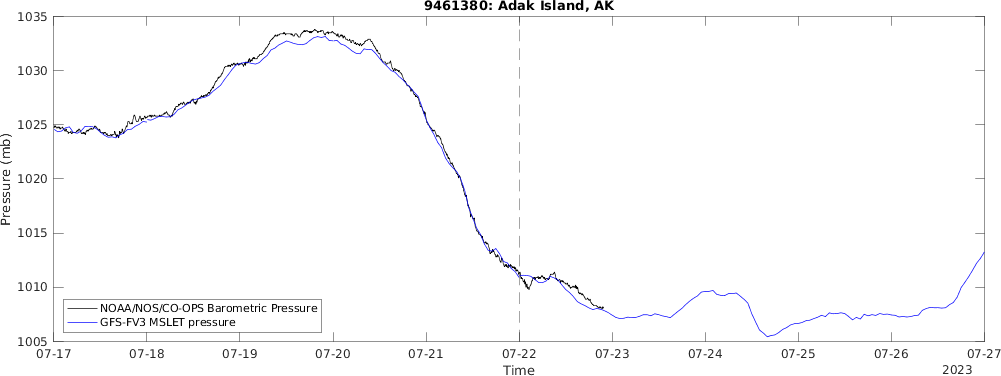 9461380: Adak Island, AK
1035
1030
1025
1020
1015
1010
1005
Pressure (mb)
NOAA/NOS/CO-OPS Barometric Pressure
GFS-FV3 MSLET pressure
07-17 07-18 07-19 07-20 07-21 07-22 07-23 07-24 07-25 07-26 07-27
Time
2023